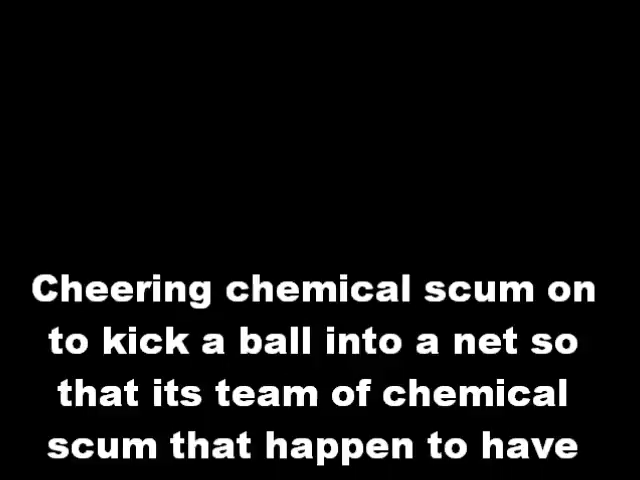 Cheering chemical scum on
to kick a ball into a net so
that its team of chemical
scum that happen to have